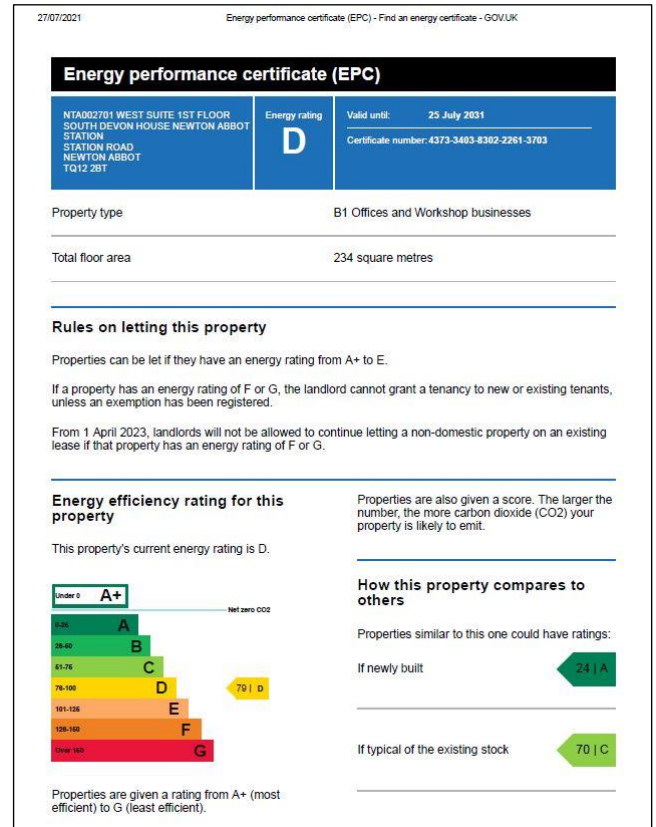 27/07/2021
Energy performance certificate (EPC) - Find an energy certificate - GOV.UK
Energy performance certificate (EPC)
NTA002701 WEST SUITE 1ST FLOOR
SOUTH DEVON HOUSE NEWTON ABBOT
STATION
STATION ROAD
NEWTON ABBOT
TQ12 2BT
Energy rating
D
Valid until: 25 July 2031
Certificate number: 4373-3403-8302-2261-3703
Property type
B1 Offices and Workshop businesses
Total floor area
234 square metres
Rules on letting this property
Properties can be let if they have an energy rating from A+ to E.
If a property has an energy rating of F or G, the landlord cannot grant a tenancy to new or existing tenants,
unless an exemption has been registered.
From 1 April 2023, landlords will not be allowed to continue letting a non-domestic property on an existing
lease if that property has an energy rating of F or G.
Energy efficiency rating for this
property
This property's current energy rating is D.
Under 0 A+
Net zero CO2
A
B
C
76-100 D
79 | D
101-125 E
126-150 F
Over 150 G
Properties are given a rating from A+ (most
efficient) to G (least efficient).
Properties are also given a score. The larger the
number, the more carbon dioxide (CO2) your
property is likely to emit.
How this property compares to
others
Properties similar to this one could have ratings:
If newly built
24 | A
If typical of the existing stock
70 | C